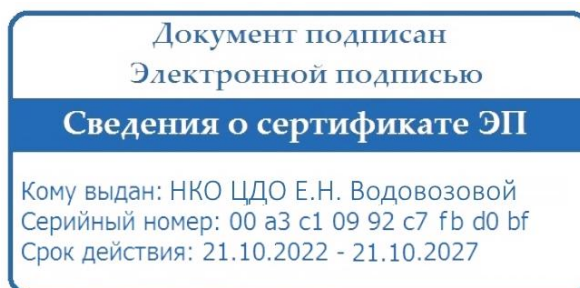 Документ подписан
Электронной подписью
Сведения о сертификате ЭП
Кому выдан: НКО ЦДО Е.Н. Водовозовой
Серийный номер: 00 a3 c1 09 92 c7 fb d0 bf
Срок действия: 21.10.2022 - 21.10.2027